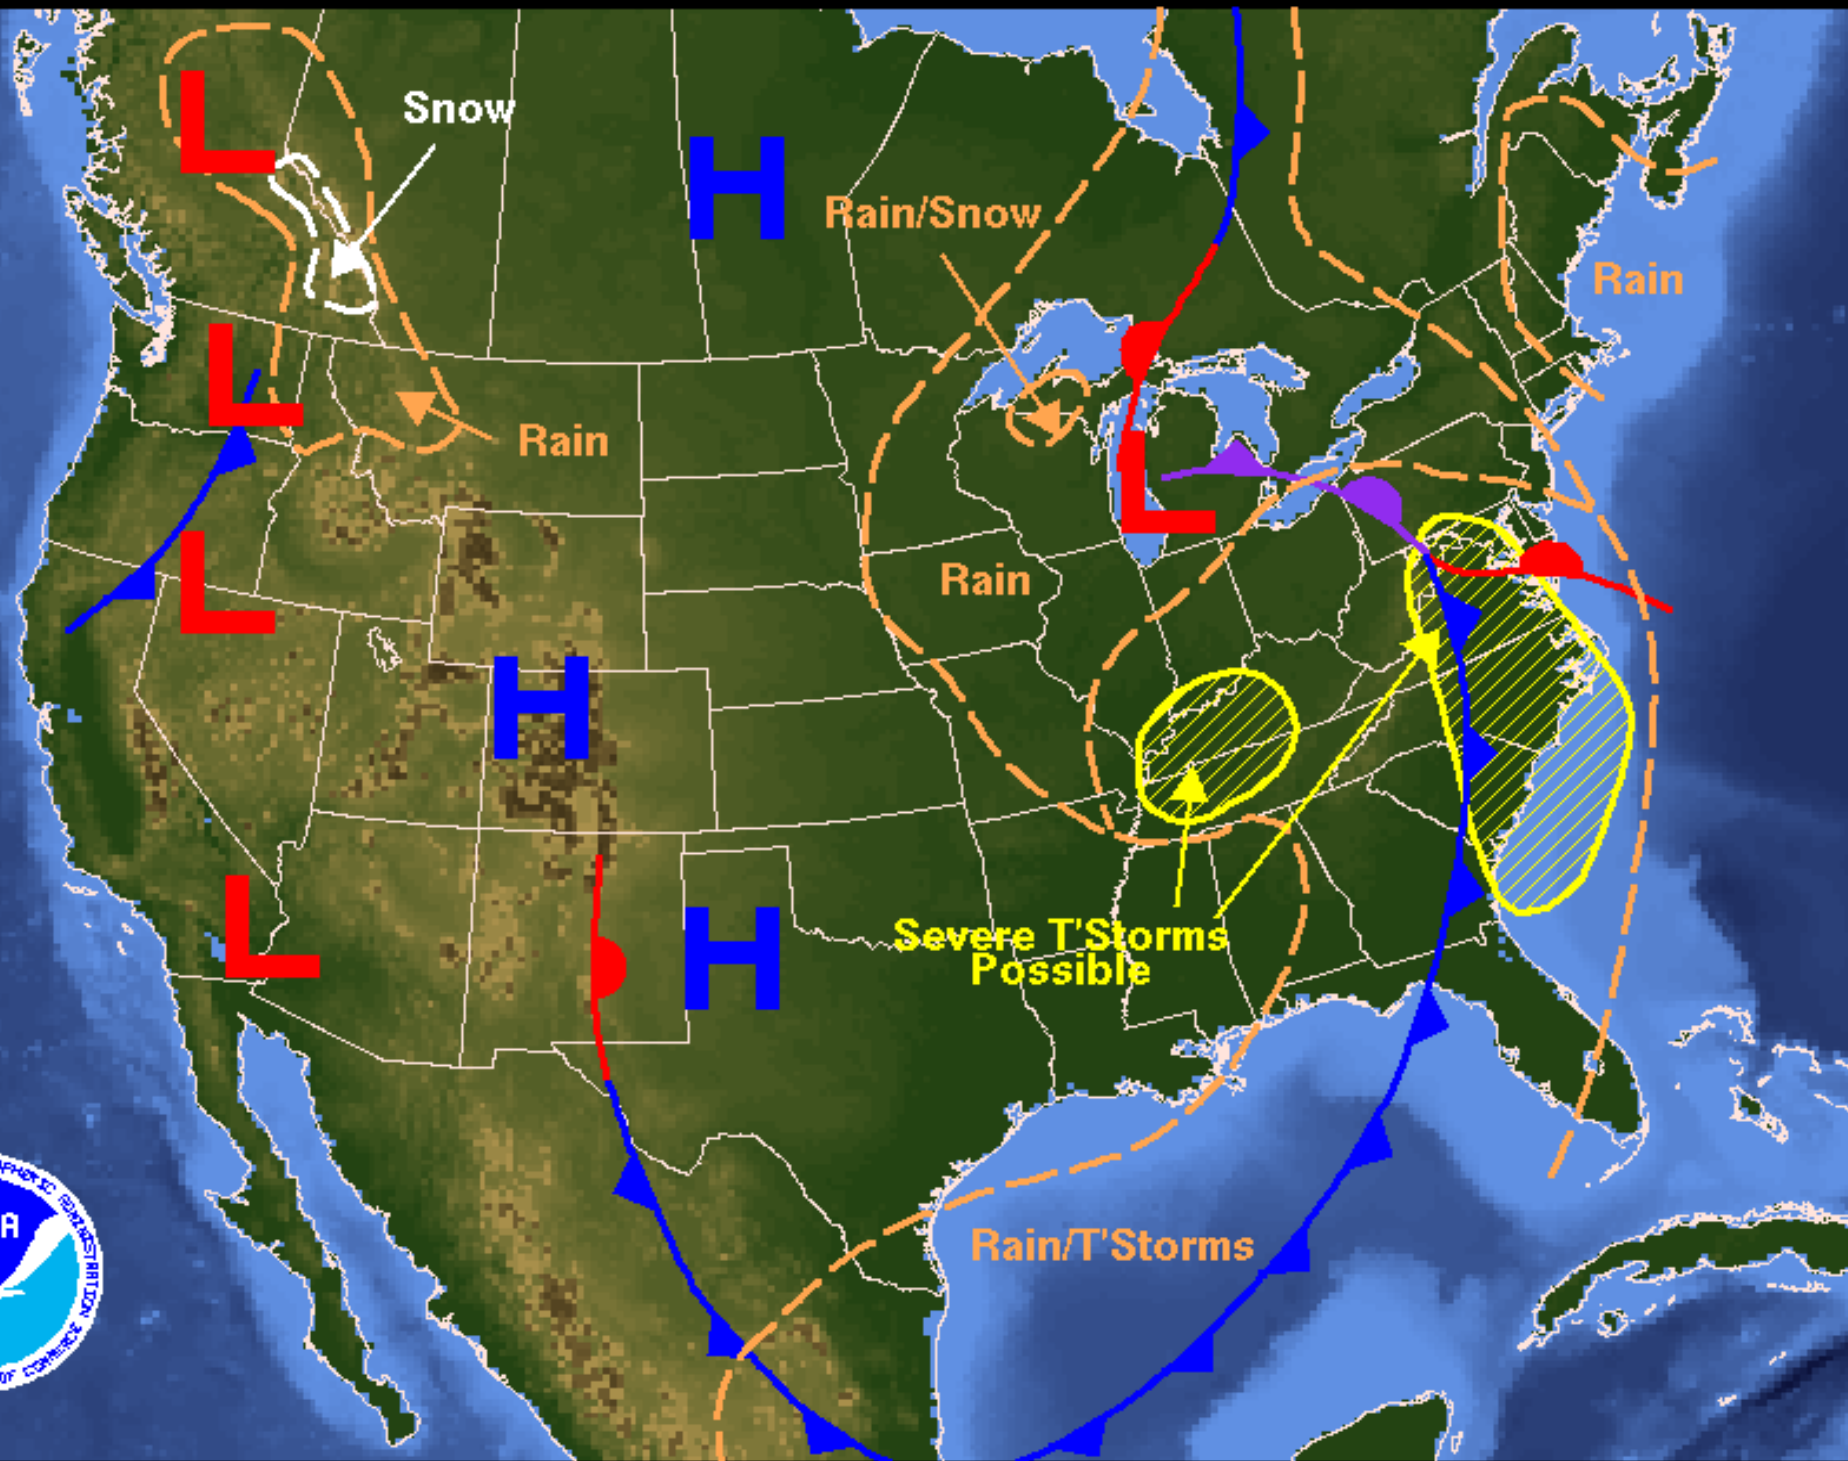 L
Snow
H
Rain/Snow
Rain
L
Rain
L
L
Rain
H
L
H
Severe T'Storms
Possible
Rain/T'Storms
L
A